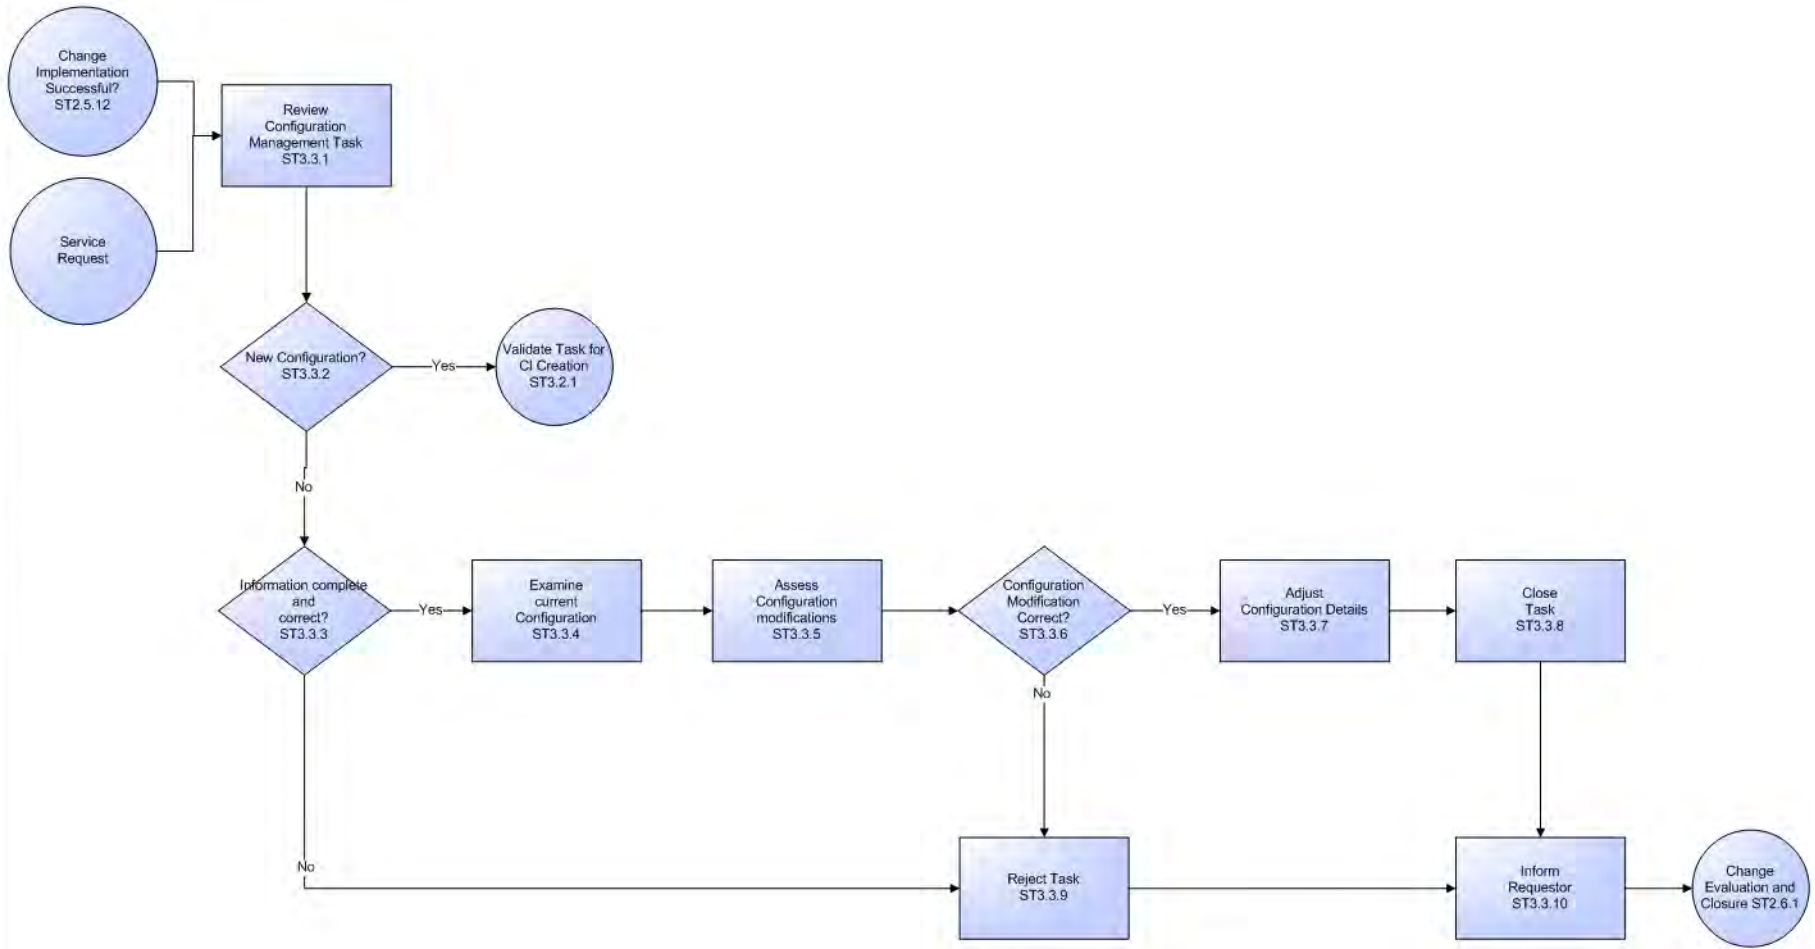 Change
Implementation
Successful?
ST2.5.12
Review
Configuration
Management Task
ST3.3.1
Service
Request
New Configuration?
ST3.3.2
Yes
Validate Task for
CI Creation
ST3.2.1
No
Information complete
and
correct?
ST3.3.3
Yes
Examine
current
Configuration
ST3.3.4
Assess
Configuration
modifications
ST3.3.5
Configuration
Modification
Correct?
ST3.3.6
Yes
Adjust
Configuration Details
ST3.3.7
Close
Task
ST3.3.8
No
No
Reject Task
ST3.3.9
Inform
Requestor
ST3.3.10
Change
Evaluation and
Closure ST2.6.1